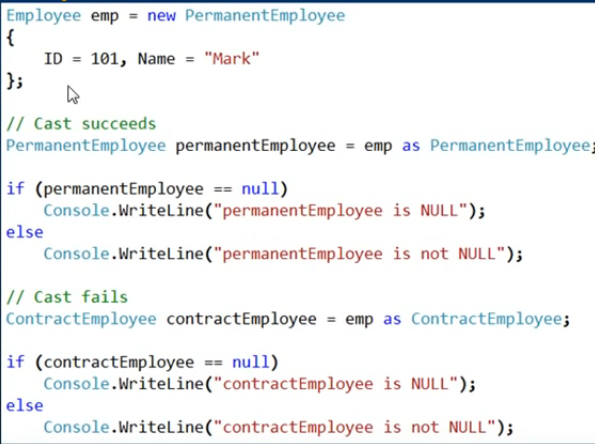 Employee emp = new PermanentEmployee
{
    ID = 101, Name = "Mark"
};
// Cast succeeds
PermanentEmployee permanentEmployee = emp as PermanentEmployee;
if (permanentEmployee == null)
    Console.WriteLine("permanentEmployee is NULL");
else
    Console.WriteLine("permanentEmployee is not NULL");
// Cast fails
ContractEmployee contractEmployee = emp as ContractEmployee;
if (contractEmployee == null)
    Console.WriteLine("contractEmployee is NULL");
else
    Console.WriteLine("contractEmployee is not NULL");